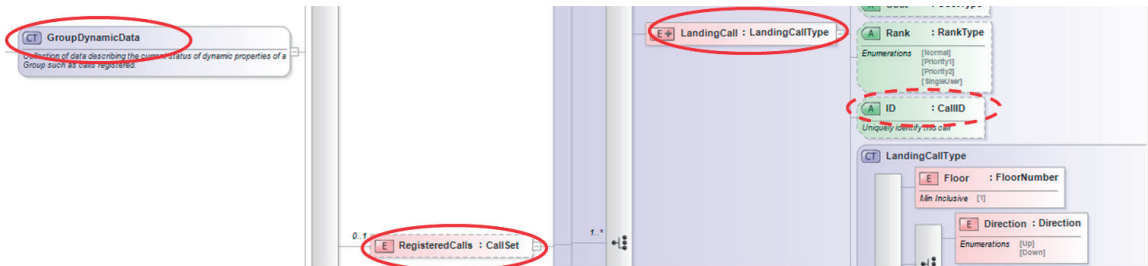 CT GroupDynamicData
Collection of data describing the current status of dynamic properties of a
Group such as calls registered.
0..1
E RegisteredCalls : CallSet
1..*
E+ LandingCall : LandingCallType
A Cost : CostType
A Rank : RankType
Enumerations [Normal]
[Priority1]
[Priority2]
[SingleUser]
A ID : CallID
Uniquely identify this call
CT LandingCallType
E Floor : FloorNumber
Min Inclusive [1]
E Direction : Direction
Enumerations [Up]
[Down]